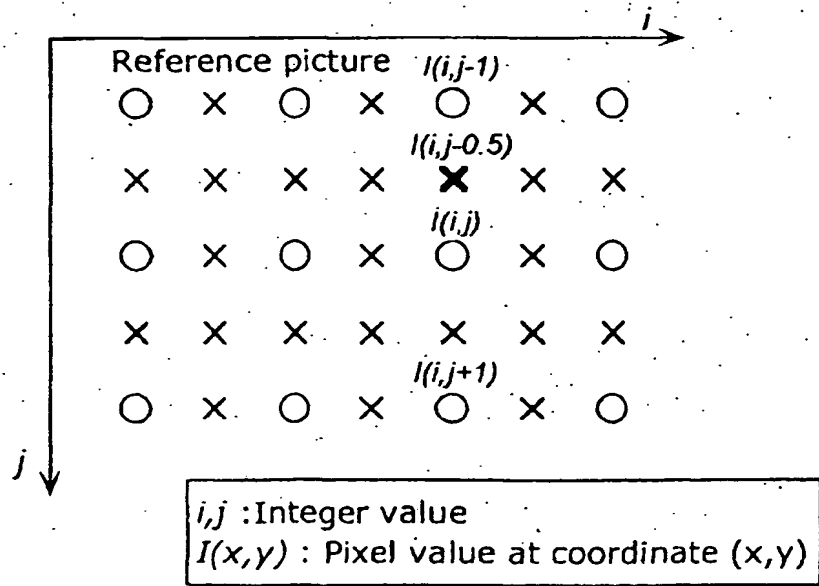 i
Reference picture
I(i,j-1)
I(i,j-0.5)
I(i,j)
I(i,j+1)
j
i,j :Integer value
I(x,y) : Pixel value at coordinate (x,y)